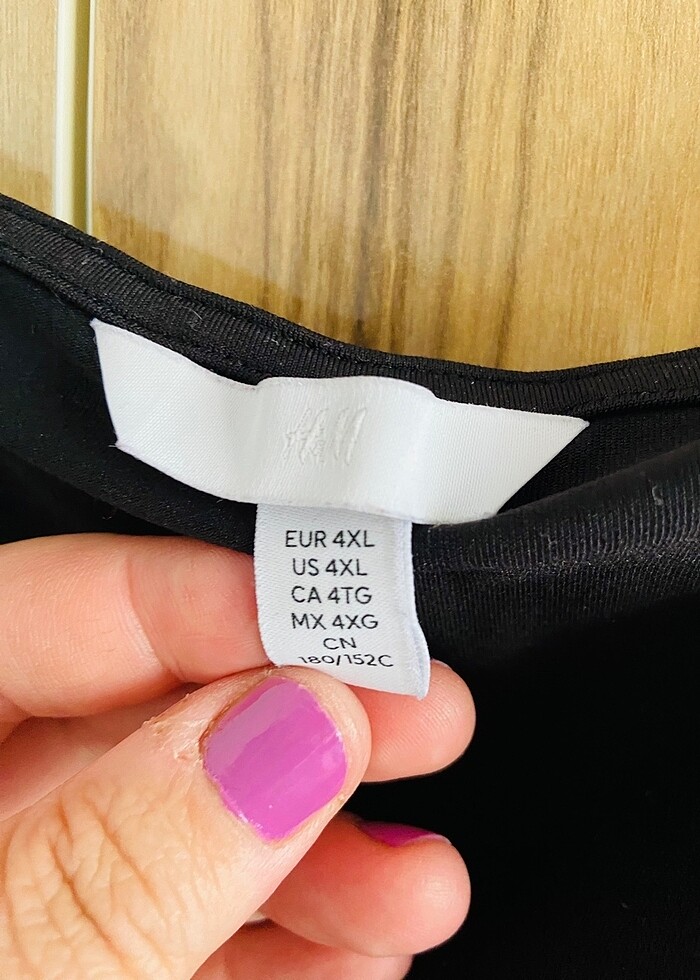 H&M
EUR 4XL
US 4XL
CA 4TG
MX 4XG
CN
180/152C